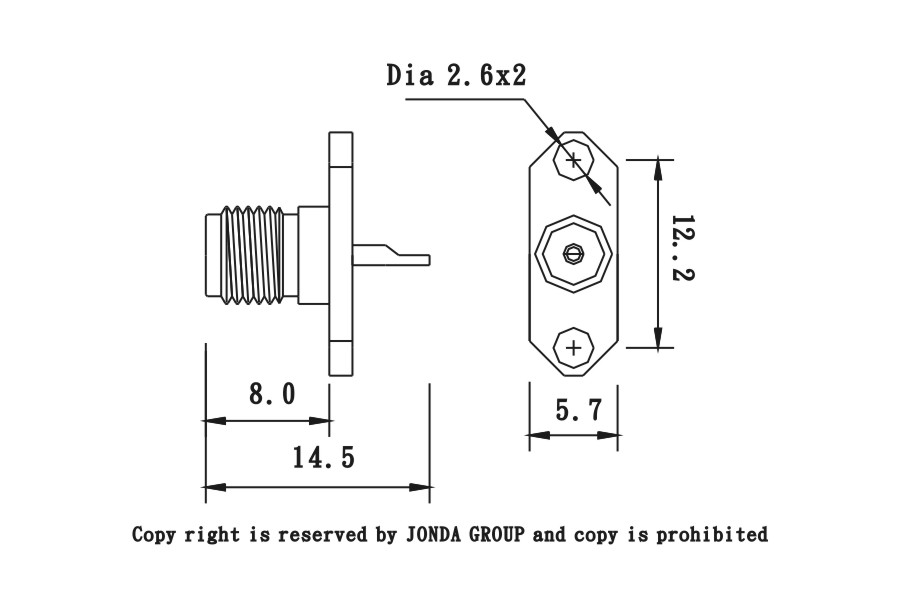 Dia 2.6x2
12..2
8.0
5.7
14.5
Copy right is reserved by JONDA GROUP and copy is prohibited